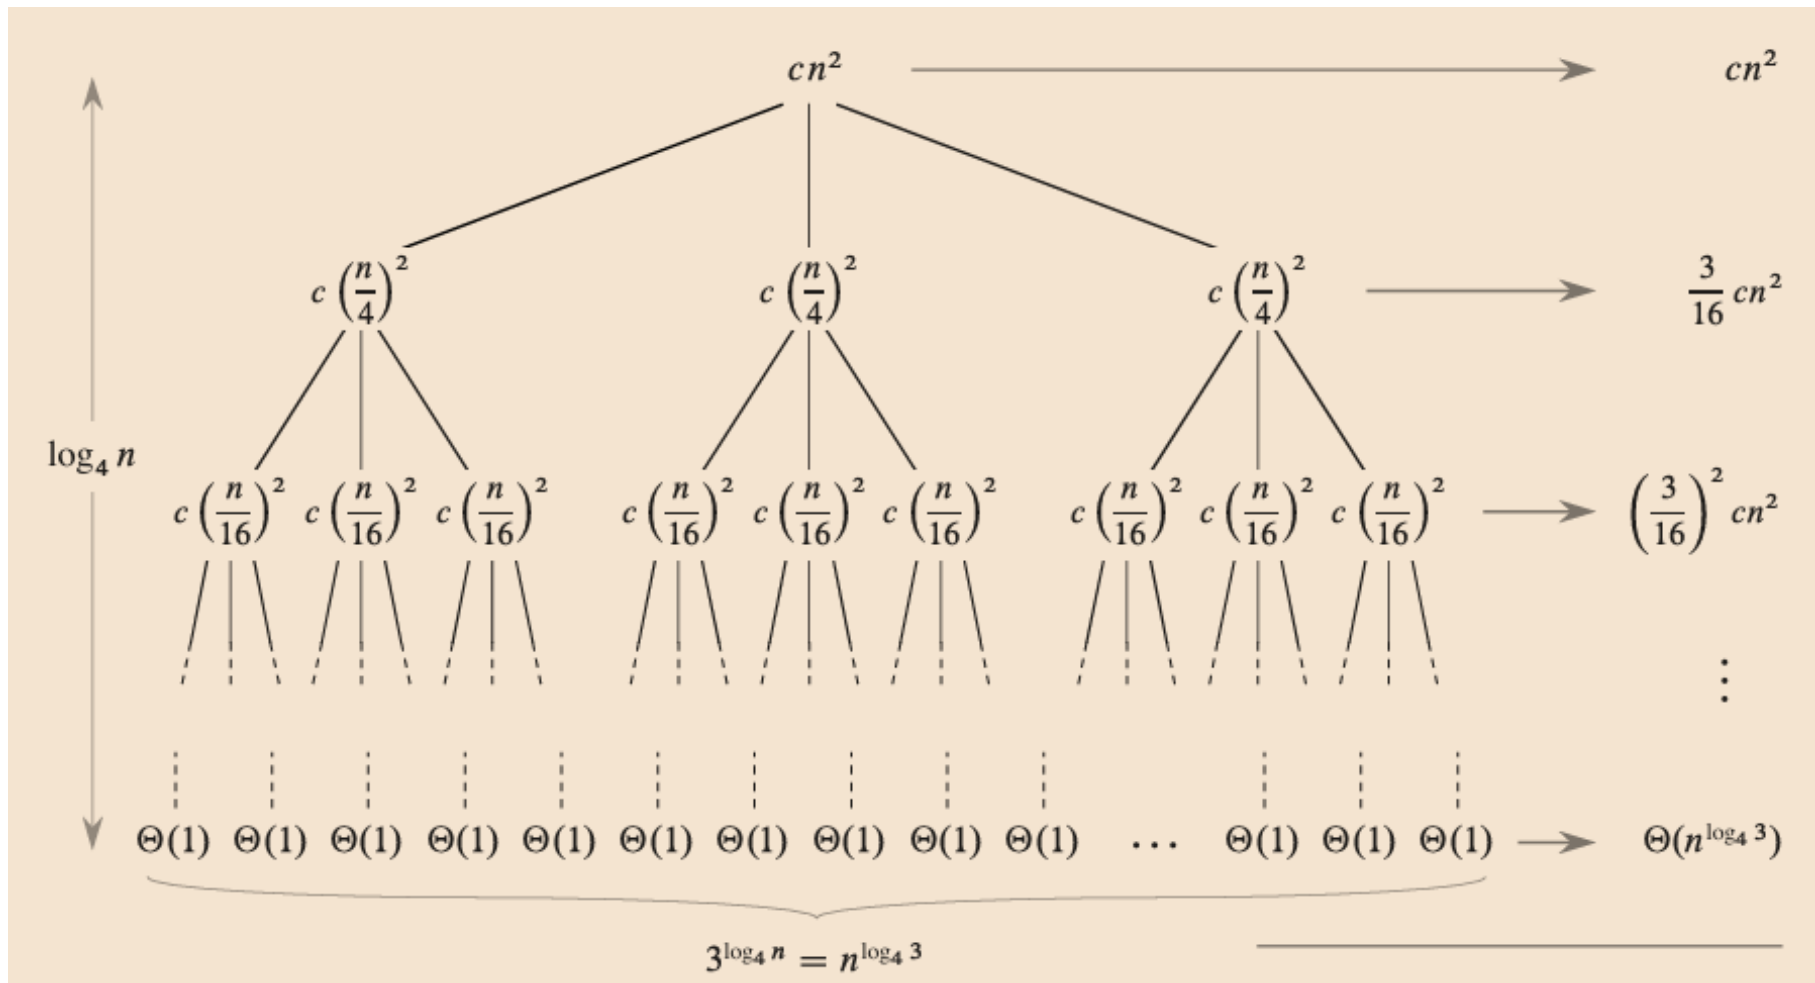 cn² cn²
c (n/4)² c (n/4)² c (n/4)² 3/16 cn²
log₄ n
c (n/16)² c (n/16)² c (n/16)² c (n/16)² c (n/16)² c (n/16)² c (n/16)² c (n/16)² c (n/16)² (3/16)² cn²
⋮
Θ(1) Θ(1) Θ(1) Θ(1) Θ(1) Θ(1) Θ(1) Θ(1) Θ(1) Θ(1) ⋯ Θ(1) Θ(1) Θ(1) Θ(n^{log₄ 3})
3^{log₄ n} = n^{log₄ 3}